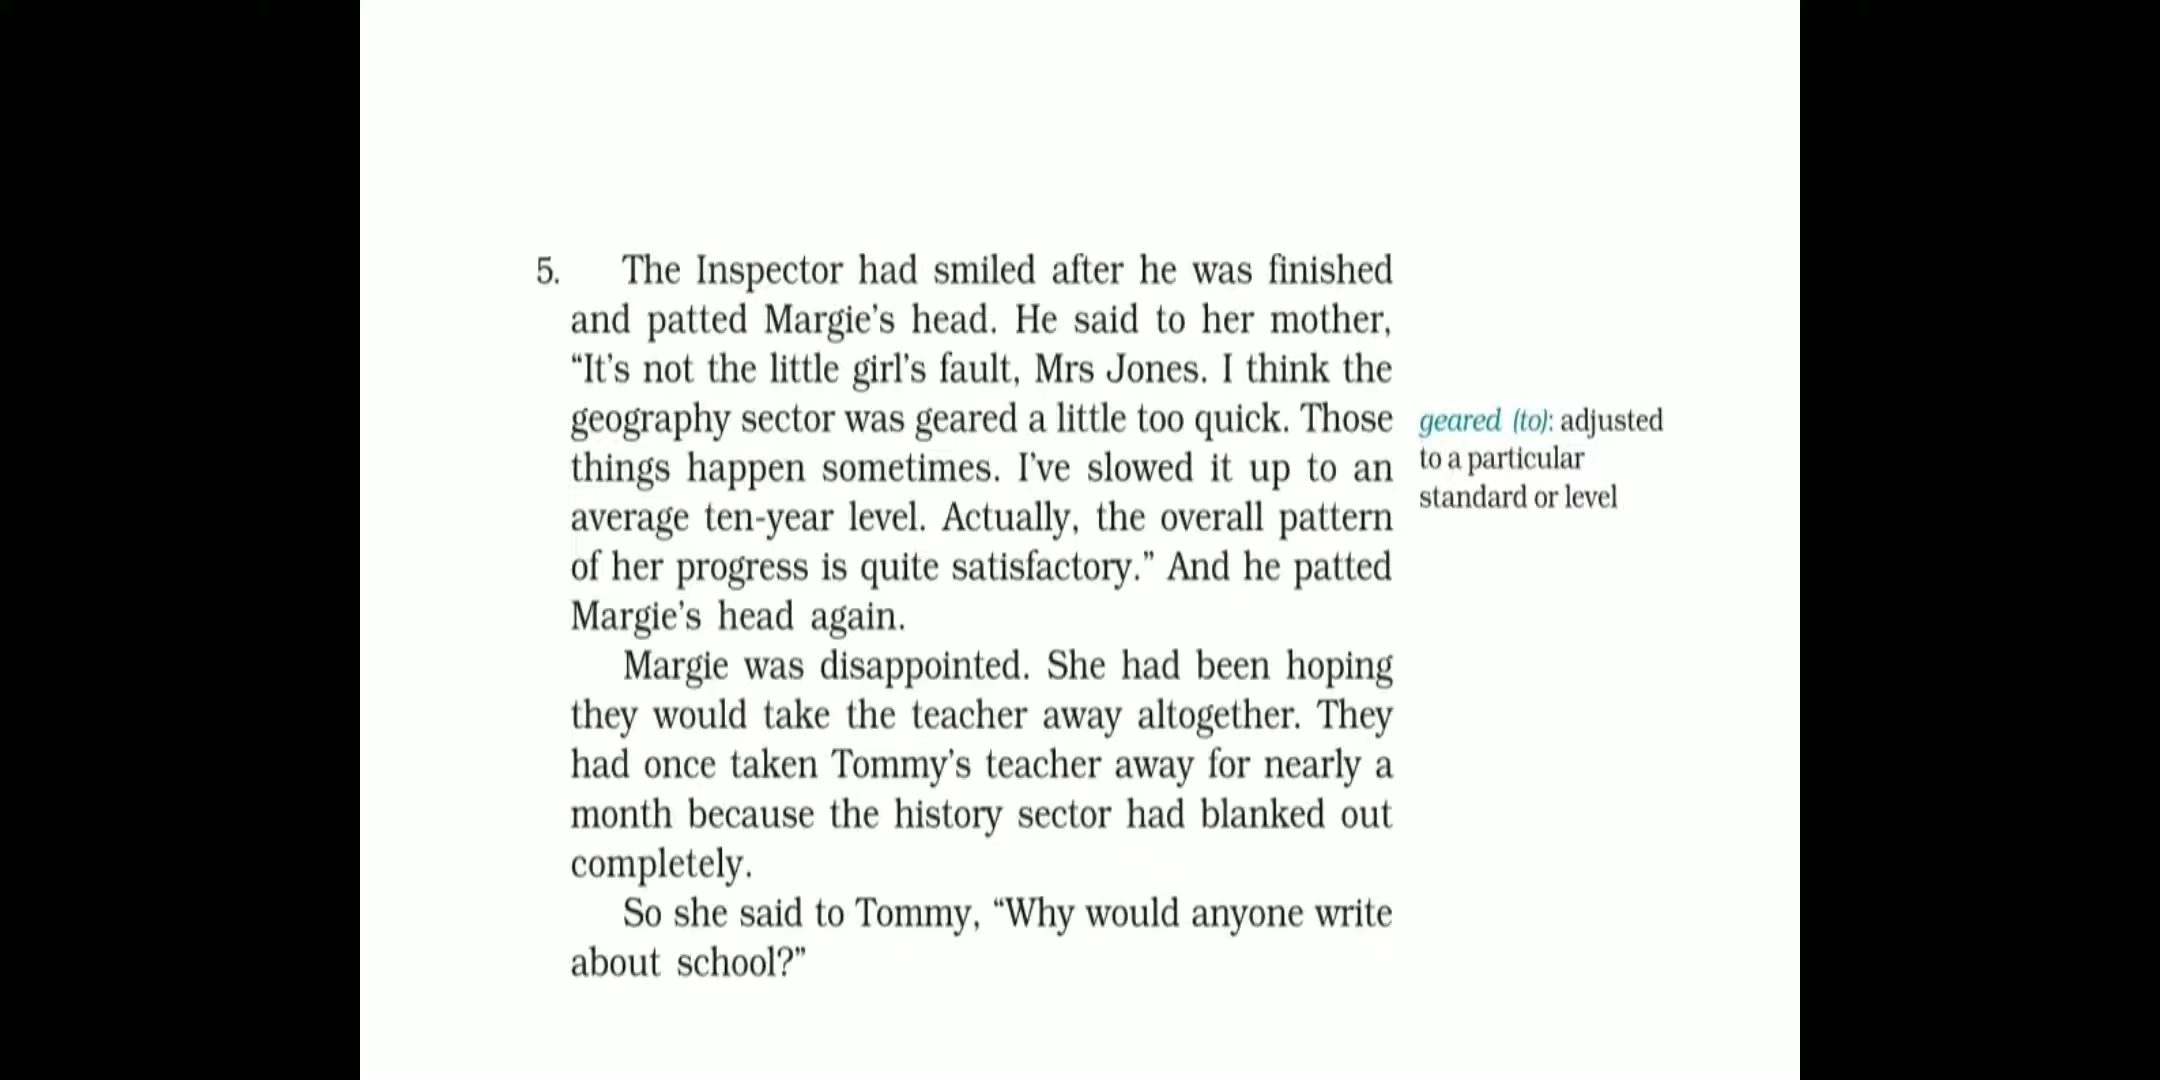 5. The Inspector had smiled after he was finished
and patted Margie's head. He said to her mother,
“It's not the little girl's fault, Mrs Jones. I think the
geography sector was geared a little too quick. Those
things happen sometimes. I've slowed it up to an
average ten-year level. Actually, the overall pattern
of her progress is quite satisfactory.” And he patted
Margie's head again.
Margie was disappointed. She had been hoping
they would take the teacher away altogether. They
had once taken Tommy's teacher away for nearly a
month because the history sector had blanked out
completely.
So she said to Tommy, “Why would anyone write
about school?”
geared (to): adjusted
to a particular
standard or level